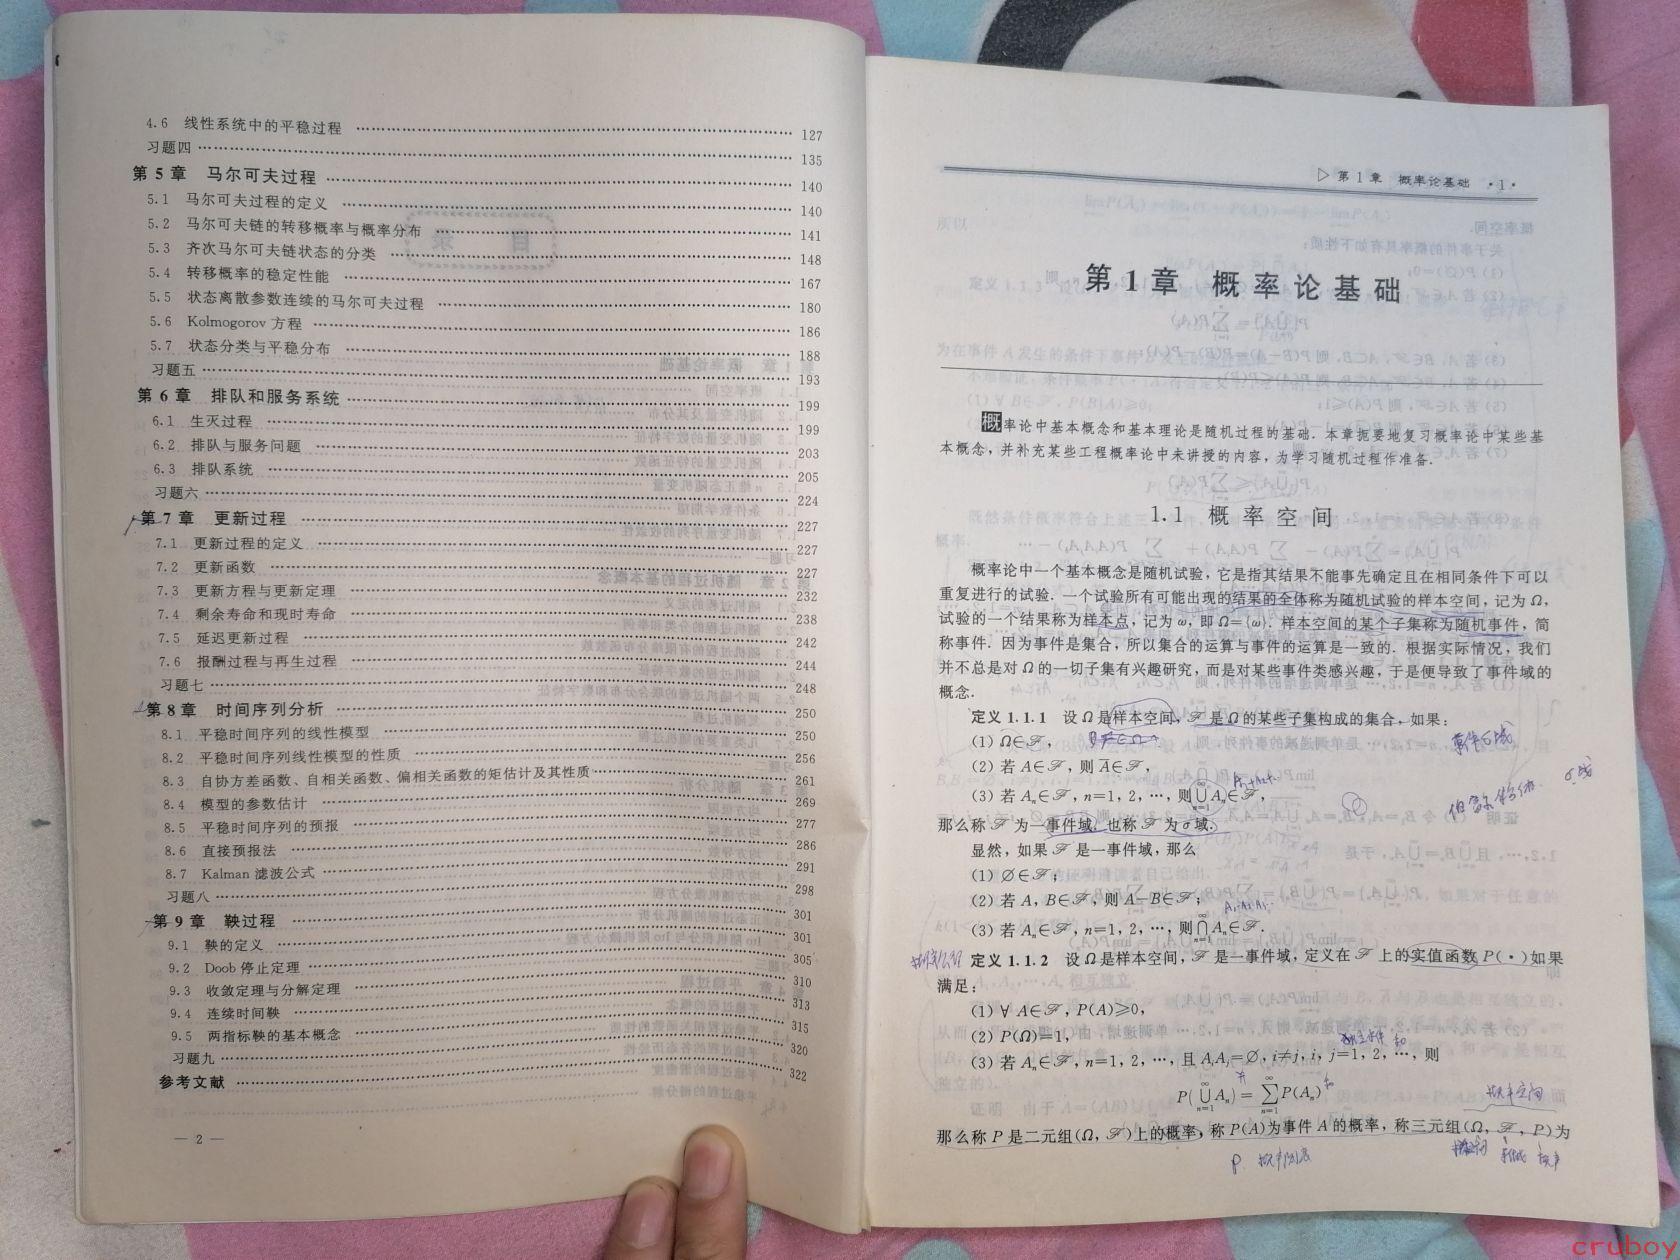 4.6 线性系统中的平稳过程 …… 127
习题四 …… 135
第 5 章 马尔可夫过程 …… 140
5.1 马尔可夫过程的定义 …… 140
5.2 马尔可夫链的转移概率与概率分布 …… 141
5.3 齐次马尔可夫链状态的分类 …… 148
5.4 转移概率的稳定性能 …… 167
5.5 状态离散参数连续的马尔可夫过程 …… 180
5.6 Kolmogorov 方程 …… 186
5.7 状态分类与平稳分布 …… 188
习题五 …… 193
第 6 章 排队和服务系统 …… 199
6.1 生灭过程 …… 199
6.2 排队与服务问题 …… 203
6.3 排队系统 …… 205
习题六 …… 224
第 7 章 更新过程 …… 227
7.1 更新过程的定义 …… 227
7.2 更新函数 …… 227
7.3 更新方程与更新定理 …… 232
7.4 剩余寿命和现时寿命 …… 238
7.5 延迟更新过程 …… 242
7.6 报酬过程与再生过程 …… 244
习题七 …… 248
第 8 章 时间序列分析 …… 250
8.1 平稳时间序列的线性模型 …… 250
8.2 平稳时间序列线性模型的性质 …… 256
8.3 自协方差函数、自相关函数、偏相关函数的矩估计及其性质 …… 261
8.4 模型的参数估计 …… 269
8.5 平稳时间序列的预报 …… 277
8.6 直接预报法 …… 286
8.7 Kalman 滤波公式 …… 291
习题八 …… 298
第 9 章 鞅过程 …… 301
9.1 鞅的定义 …… 301
9.2 Doob 停止定理 …… 305
9.3 收敛定理与分解定理 …… 310
9.4 连续时间鞅 …… 313
9.5 两指标鞅的基本概念 …… 315
习题九 …… 320
参考文献 …… 322
— 2 —
▷ 第 1 章 概率论基础 · 1 ·
第 1 章 概率论基础
概率论中基本概念和基本理论是随机过程的基础. 本章扼要地复习概率论中某些基
本概念, 并补充某些工程概率论中未讲授的内容, 为学习随机过程作准备.
1.1 概率空间
概率论中一个基本概念是随机试验, 它是指其结果不能事先确定且在相同条件下可以
重复进行的试验. 一个试验所有可能出现的结果的全体称为随机试验的样本空间, 记为 Ω,
试验的一个结果称为样本点, 记为 ω, 即 Ω={ω}. 样本空间的某个子集称为随机事件, 简
称事件. 因为事件是集合, 所以集合的运算与事件的运算是一致的. 根据实际情况, 我们
并不总是对 Ω 的一切子集有兴趣研究, 而是对某些事件类感兴趣, 于是便导致了事件域的
概念.
定义 1.1.1 设 Ω 是样本空间, ℱ 是 Ω 的某些子集构成的集合, 如果:
(1) Ω∈ℱ,
(2) 若 A∈ℱ, 则 Ā∈ℱ,
(3) 若 Aₙ∈ℱ, n=1, 2, …, 则 ⋃_{n=1}^{∞} Aₙ∈ℱ,
事件σ域
σ域
那么称 ℱ 为一事件域, 也称 ℱ 为 σ 域.
显然, 如果 ℱ 是一事件域, 那么
(1) ∅∈ℱ;
(2) 若 A, B∈ℱ, 则 A−B∈ℱ;
(3) 若 Aₙ∈ℱ, n=1, 2, …, 则 ⋂_{n=1}^{∞} Aₙ∈ℱ.
定义 1.1.2 设 Ω 是样本空间, ℱ 是一事件域, 定义在 ℱ 上的实值函数 P(·)如果
满足:
(1) ∀ A∈ℱ, P(A)≥0,
(2) P(Ω)=1,
(3) 若 Aₙ∈ℱ, n=1, 2, …, 且 AᵢAⱼ=∅, i≠j, i, j=1, 2, …, 则
P(⋃_{n=1}^{∞} Aₙ) = ∑_{n=1}^{∞} P(Aₙ)
概率空间
那么称 P 是二元组(Ω, ℱ)上的概率, 称 P(A)为事件 A 的概率, 称三元组(Ω, ℱ, P)为
cruboy